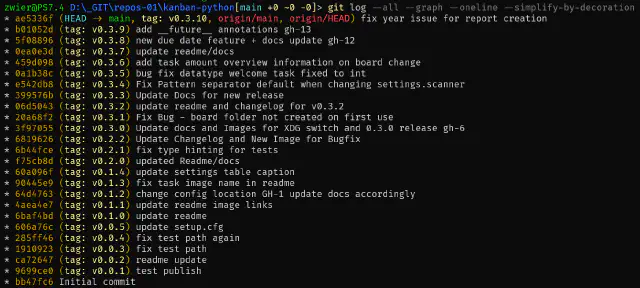 zwier@PS7.4 D:\_GIT\repos-01\kanban-python[main +0 ~0 -0]> git log --all --graph --oneline --simplify-by-decoration
* ae5336f (HEAD -> main, tag: v0.3.10, origin/main, origin/HEAD) fix year issue for report creation
* b01052d (tag: v0.3.9) add __future__ annotations gh-13
* 5f08896 (tag: v0.3.8) new due date feature + docs update gh-12
* 0ea0e3d (tag: v0.3.7) update readme/docs
* 459d098 (tag: v0.3.6) add task amount overview information on board change
* 0a1b38c (tag: v0.3.5) bug fix datatype welcome task fixed to int
* e542db8 (tag: v0.3.4) Fix Pattern separator default when changing settings.scanner
* 399576b (tag: v0.3.3) Update Docs for new release
* 06d5043 (tag: v0.3.2) update readme and changelog for v0.3.2
* 20a68f2 (tag: v0.3.1) Fix Bug - board folder not created on first use
* 3f97055 (tag: v0.3.0) Update docs and Images for XDG switch and 0.3.0 release gh-6
* 6819626 (tag: v0.2.2) Update Changelog and New Image for Bugfix
* 6b44fce (tag: v0.2.1) fix type hinting for tests
* f75cb8d (tag: v0.2.0) updated Readme/docs
* 60a096f (tag: v0.1.4) update settings table caption
* 90445e9 (tag: v0.1.3) fix task image name in readme
* 64d4763 (tag: v0.1.2) change config location GH-1 update docs accordingly
* 4aea4e7 (tag: v0.1.1) update readme image links
* 6baf4bd (tag: v0.1.0) update readme
* 606a76c (tag: v0.0.5) update setup.cfg
* 285ff46 (tag: v0.0.4) fix test path again
* 1910923 (tag: v0.0.3) fix test path
* ca72647 (tag: v0.0.2) readme update
* 9699ce0 (tag: v0.0.1) test publish
* bb47fc6 Initial commit